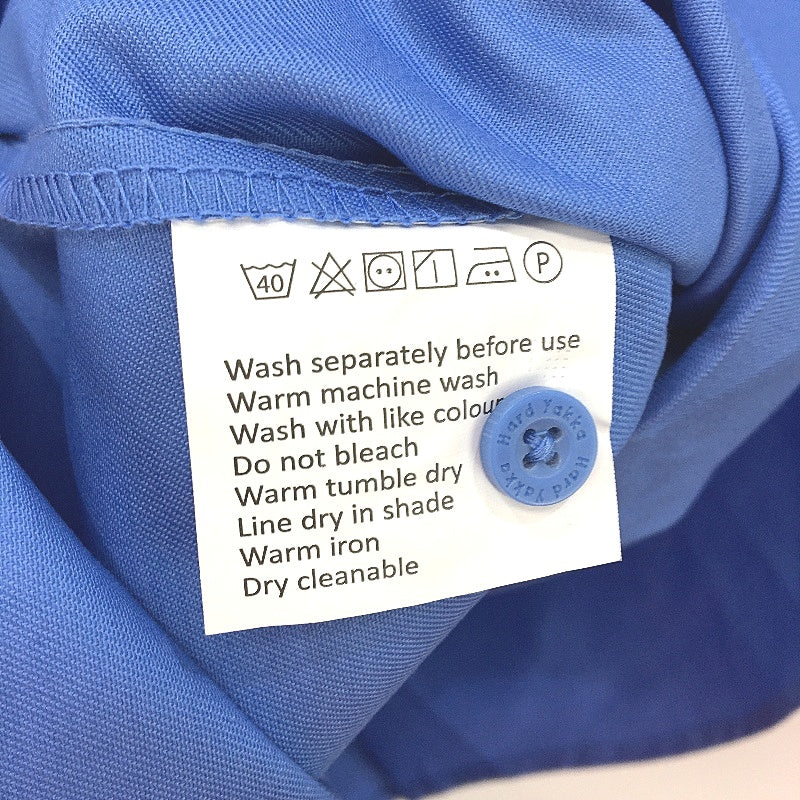 40 P
Wash separately before use
Warm machine wash
Wash with like colour
Do not bleach
Warm tumble dry
Line dry in shade
Warm iron
Dry cleanable
Hard Yakka
Hard Yakka